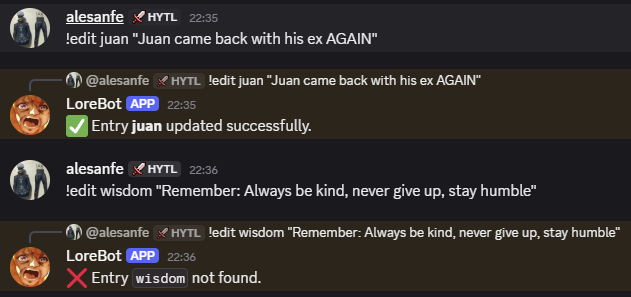 alesanfe HYTL 22:35
!edit juan "Juan came back with his ex AGAIN"
@alesanfe HYTL !edit juan "Juan came back with his ex AGAIN"
LoreBot APP 22:35
✅ Entry juan updated successfully.
alesanfe HYTL 22:36
!edit wisdom "Remember: Always be kind, never give up, stay humble"
@alesanfe HYTL !edit wisdom "Remember: Always be kind, never give up, stay humble"
LoreBot APP 22:36
❌ Entry wisdom not found.